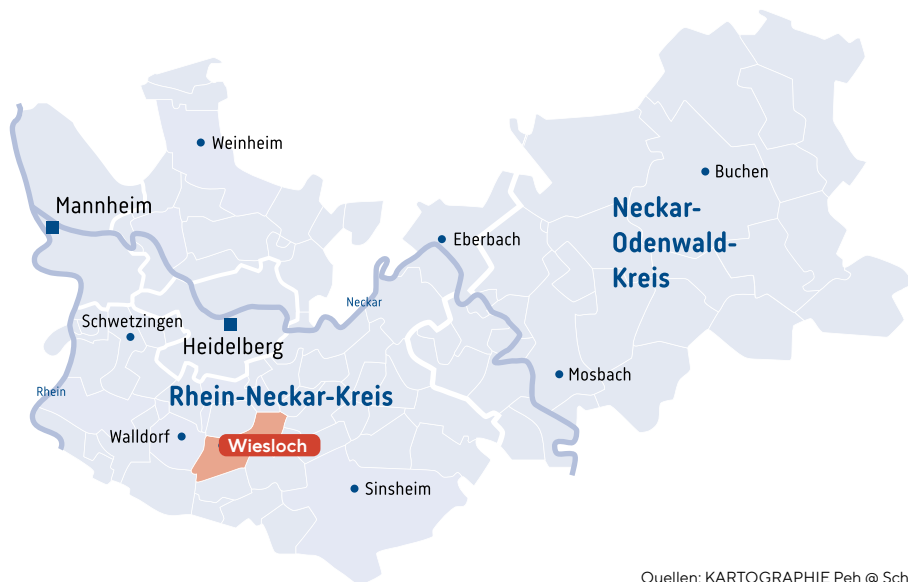 Weinheim
Buchen
Mannheim
Neckar-
Odenwald-
Kreis
Eberbach
Neckar
Schwetzingen
Heidelberg
Mosbach
Rhein
Rhein-Neckar-Kreis
Walldorf
Wiesloch
Sinsheim
Quellen: KARTOGRAPHIE Peh @ Sch